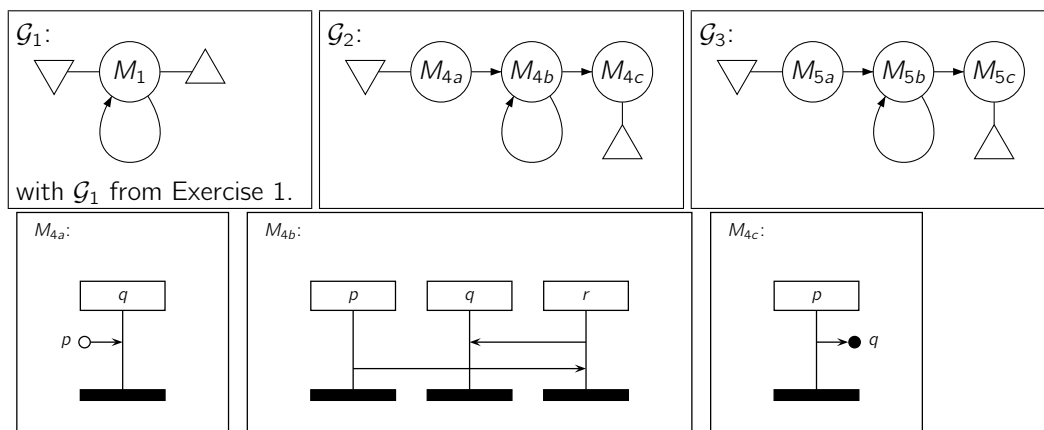 𝒢₁:
M₁
with 𝒢₁ from Exercise 1.
𝒢₂:
M₄ₐ M₄b M₄c
𝒢₃:
M₅ₐ M₅b M₅c
M₄ₐ:
q
p
M₄b:
p q r
M₄c:
p
q